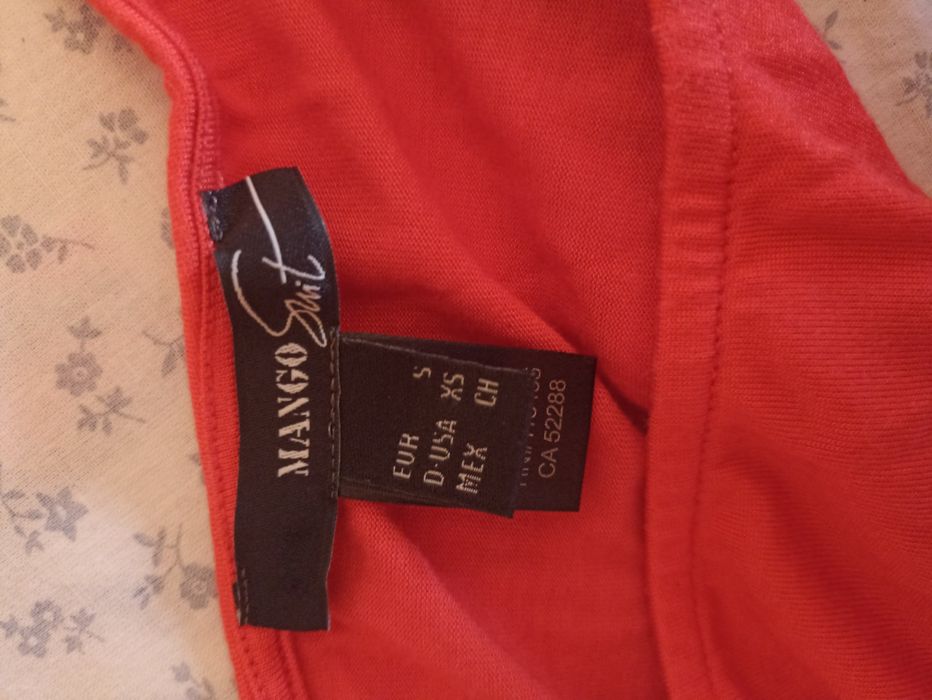 MANGO Suit
EUR S
D·USA XS
MEX CH
CA 52288